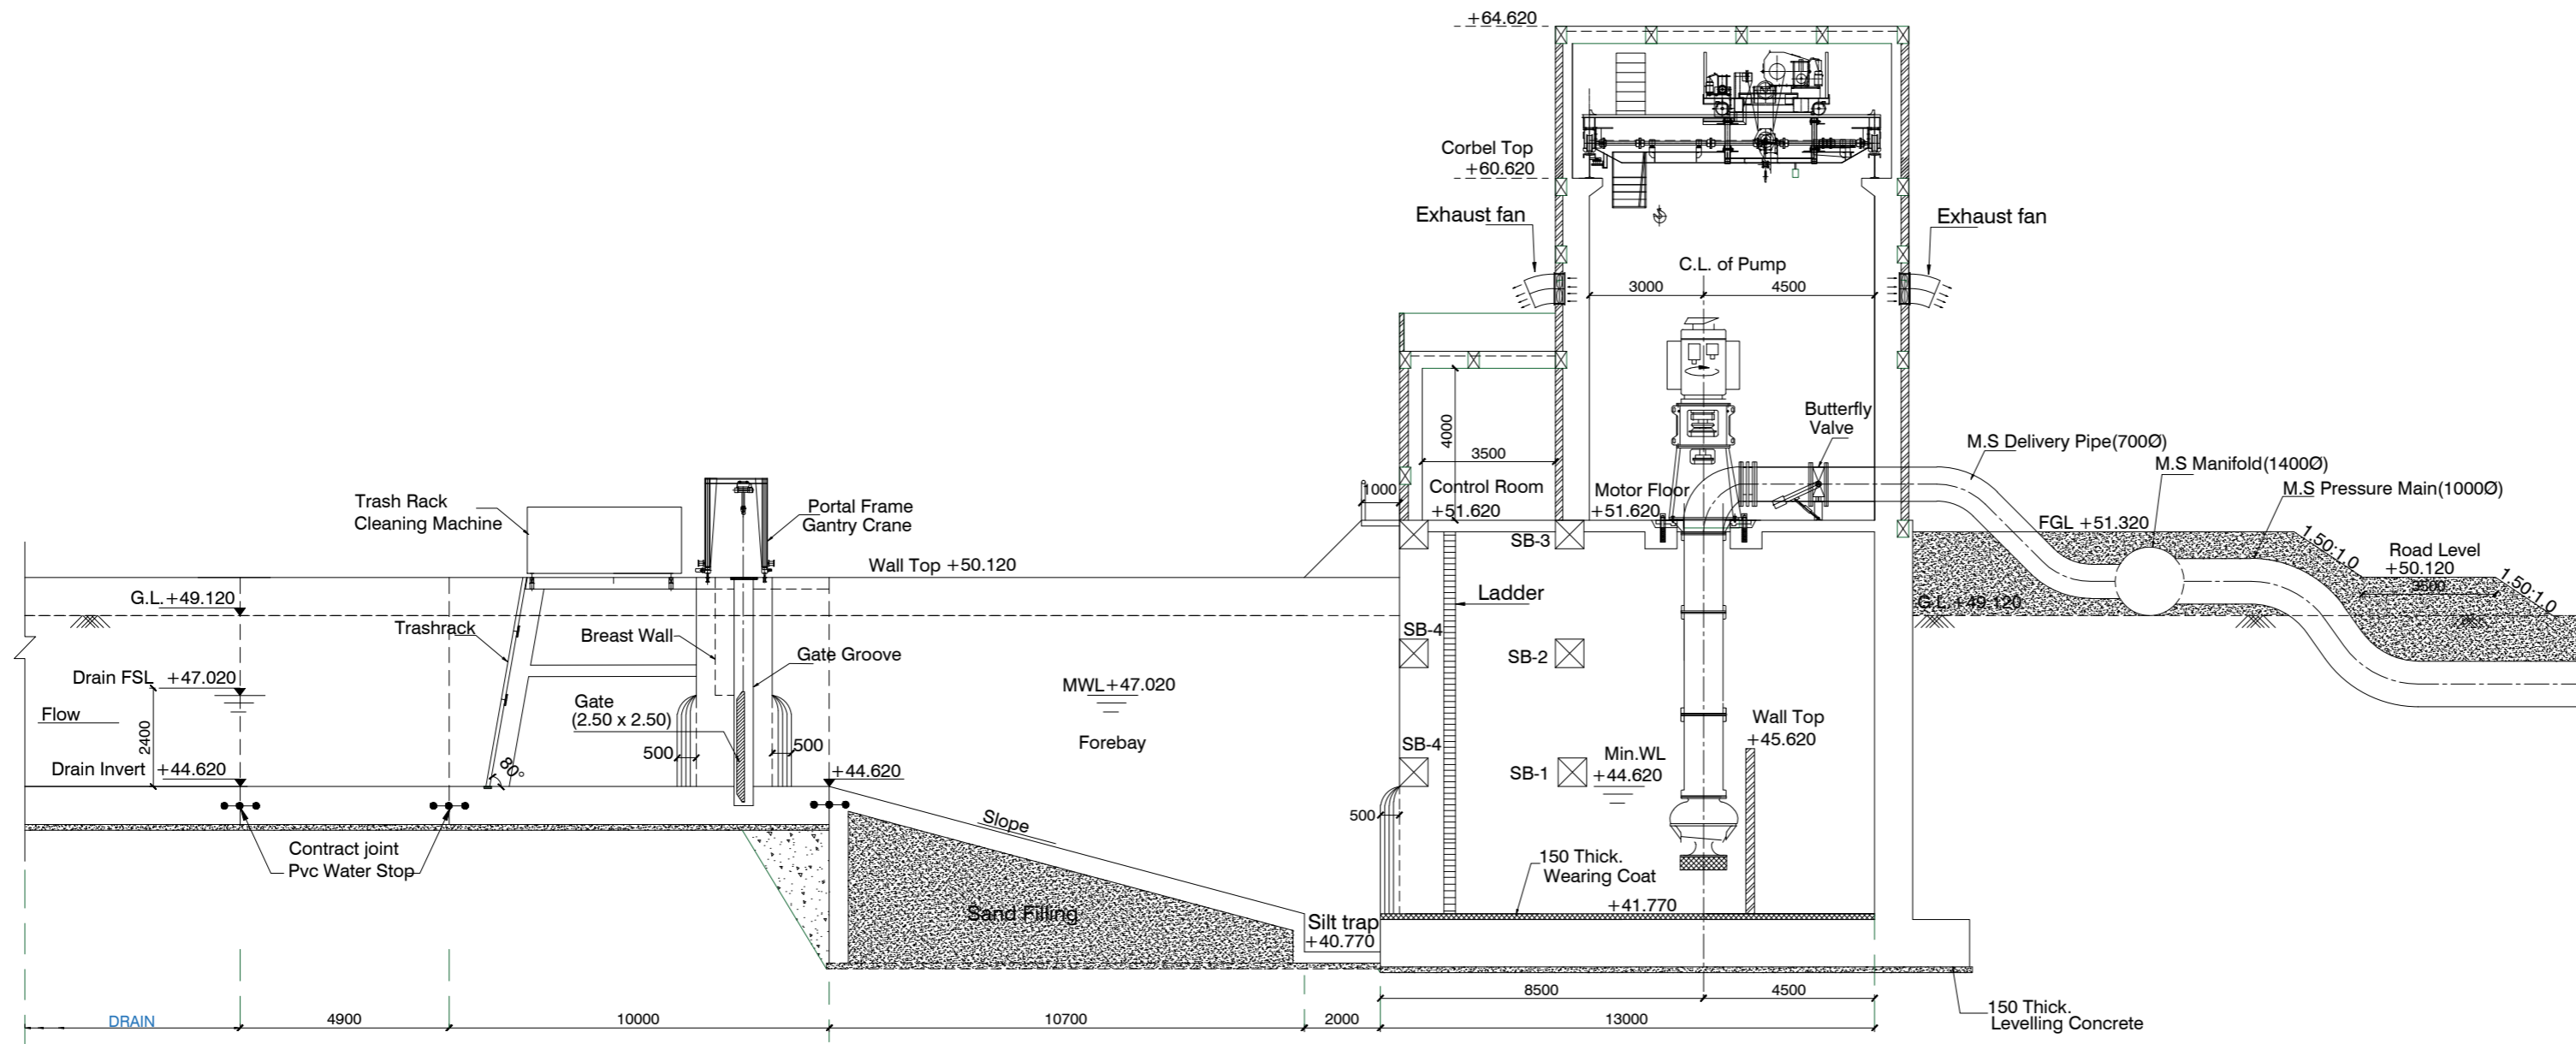 +64.620
Corbel Top
+60.620
Exhaust fan
Exhaust fan
C.L. of Pump
3000
4500
4000
3500
1000
Control Room
+51.620
Motor Floor
+51.620
Butterfly
Valve
M.S Delivery Pipe(700Ø)
M.S Manifold(1400Ø)
M.S Pressure Main(1000Ø)
FGL +51.320
1.50:1.0
Road Level
+50.120
3500
1.50:1.0
G.L.+49.120
Trash Rack
Cleaning Machine
Portal Frame
Gantry Crane
Wall Top +50.120
G.L.+49.120
Trashrack
Breast Wall
Gate Groove
Drain FSL +47.020
Flow
2400
Drain Invert +44.620
80°
Gate
(2.50 x 2.50)
500
500
+44.620
MWL+47.020
Forebay
SB-3
Ladder
SB-4
SB-2
SB-4
SB-1
Min.WL
+44.620
Wall Top
+45.620
500
Contract joint
Pvc Water Stop
Slope
Sand Filling
Silt trap
+40.770
150 Thick.
Wearing Coat
+41.770
8500
4500
DRAIN
4900
10000
10700
2000
13000
150 Thick.
Levelling Concrete